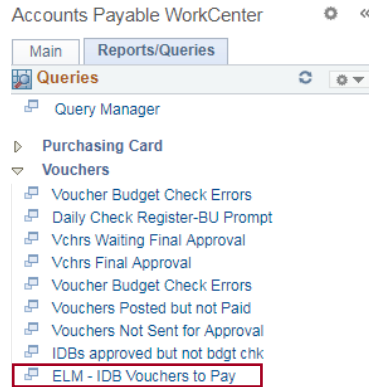 Accounts Payable WorkCenter
Main Reports/Queries
Queries
Query Manager
Purchasing Card
Vouchers
Voucher Budget Check Errors
Daily Check Register-BU Prompt
Vchrs Waiting Final Approval
Vchrs Final Approval
Voucher Budget Check Errors
Vouchers Posted but not Paid
Vouchers Not Sent for Approval
IDBs approved but not bdgt chk
ELM - IDB Vouchers to Pay